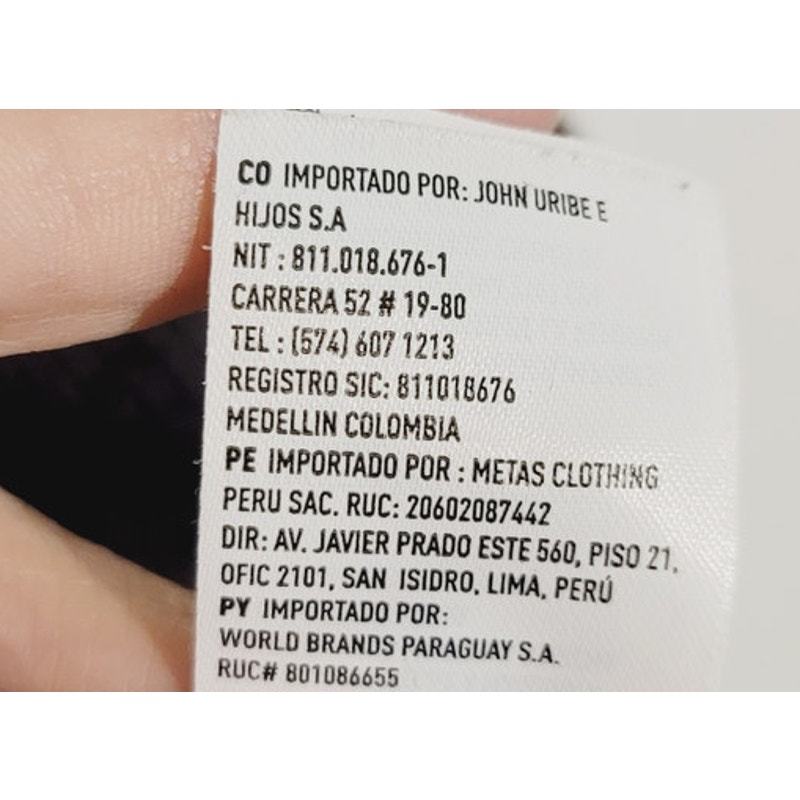 CO IMPORTADO POR: JOHN URIBE E
HIJOS S.A
NIT : 811.018.676-1
CARRERA 52 # 19-80
TEL : (574) 607 1213
REGISTRO SIC: 811018676
MEDELLIN COLOMBIA
PE IMPORTADO POR : METAS CLOTHING
PERU SAC. RUC: 20602087442
DIR: AV. JAVIER PRADO ESTE 560, PISO 21,
OFIC 2101, SAN ISIDRO, LIMA, PERÚ
PY IMPORTADO POR:
WORLD BRANDS PARAGUAY S.A.
RUC# 801086655